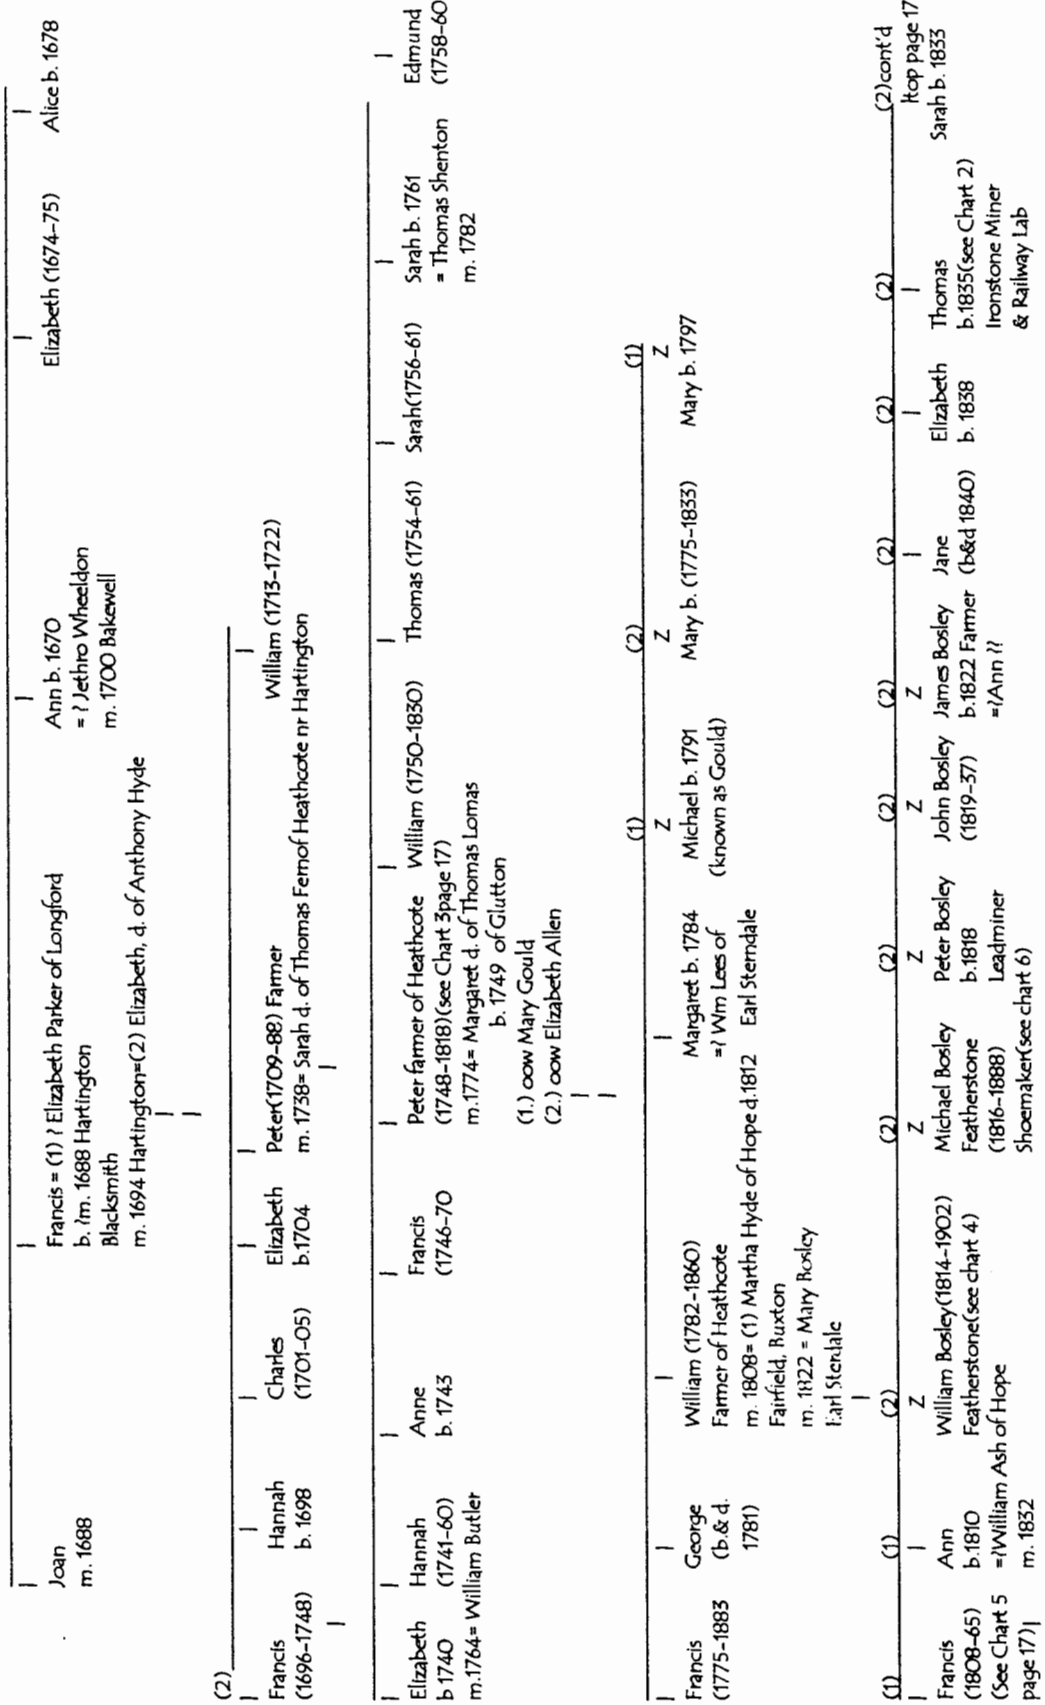 Joan
m. 1688
Francis = (1) ? Elizabeth Parker of Longford
b. ?m. 1688 Hartington
Blacksmith
m. 1694 Hartington=(2) Elizabeth, d. of Anthony Hyde
Ann b. 1670
= ? Jethro Wheeldon
m. 1700 Bakewell
Elizabeth (1674-75)
Alice b. 1678
(2)
Francis
(1696-1748)
Hannah
b. 1698
Charles
(1701-05)
Elizabeth
b.1704
Peter(1709-88) Farmer
m. 1738= Sarah d. of Thomas Fernof Heathcote nr Hartington
William (1713-1722)
Elizabeth
b 1740
m.1764= William Butler
Hannah
(1741-60)
Anne
b. 1743
Francis
(1746-70)
Peter farmer of Heathcote
(1748-1818)(see Chart 3page 17)
m.1774= Margaret d. of Thomas Lomas
b. 1749 of Glutton
(1.) oow Mary Gould
(2.) oow Elizabeth Allen
William (1750-1830)
Thomas (1754-61)
Sarah(1756-61)
Sarah b. 1761
= Thomas Shenton
m. 1782
Edmund
(1758-60
Francis
(1775-1883
George
(b.& d.
1781)
William (1782-1860)
Farmer of Heathcote
m. 1808= (1) Martha Hyde of Hope d.1812
Fairfield, Buxton
m. 1822 = Mary Bosley
Earl Sterdale
Margaret b. 1784
=? Wm Lees of
Earl Sterndale
(1)
Z
Michael b. 1791
(known as Gould)
(2)
Z
Mary b. (1775-1833)
(1)
Z
Mary b. 1797
(1)
Francis
(1808-65)
(See Chart 5
page 17)
(1)
Ann
b.1810
=?William Ash of Hope
m. 1832
(2)
Z
William Bosley(1814-1902)
Featherstone(see chart 4)
(2)
Z
Michael Bosley
Featherstone
(1816-1888)
Shoemaker(see chart 6)
(2)
Z
Peter Bosley
b.1818
Leadminer
(2)
Z
John Bosley
(1819-37)
(2)
Z
James Bosley
b.1822 Farmer
=?Ann ??
(2)
Jane
(b&d 1840)
(2)
Elizabeth
b. 1838
(2)
Thomas
b.1835(see Chart 2)
Ironstone Miner
& Railway Lab
(2)cont'd
top page 17
Sarah b. 1833